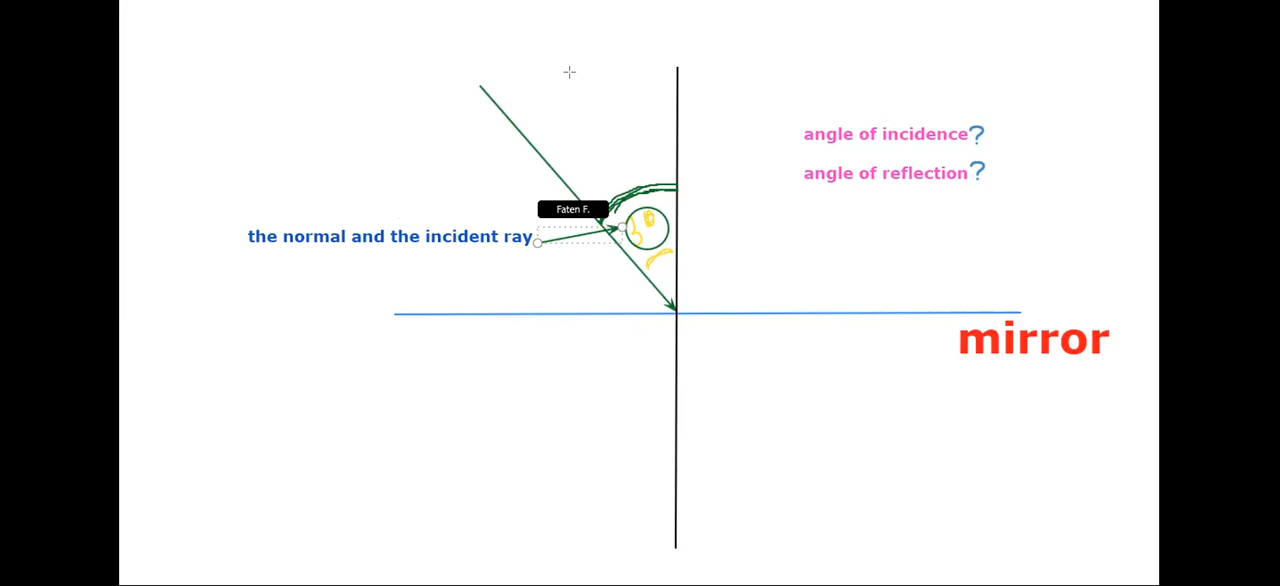 angle of incidence?
angle of reflection?
Faten F.
the normal and the incident ray
mirror